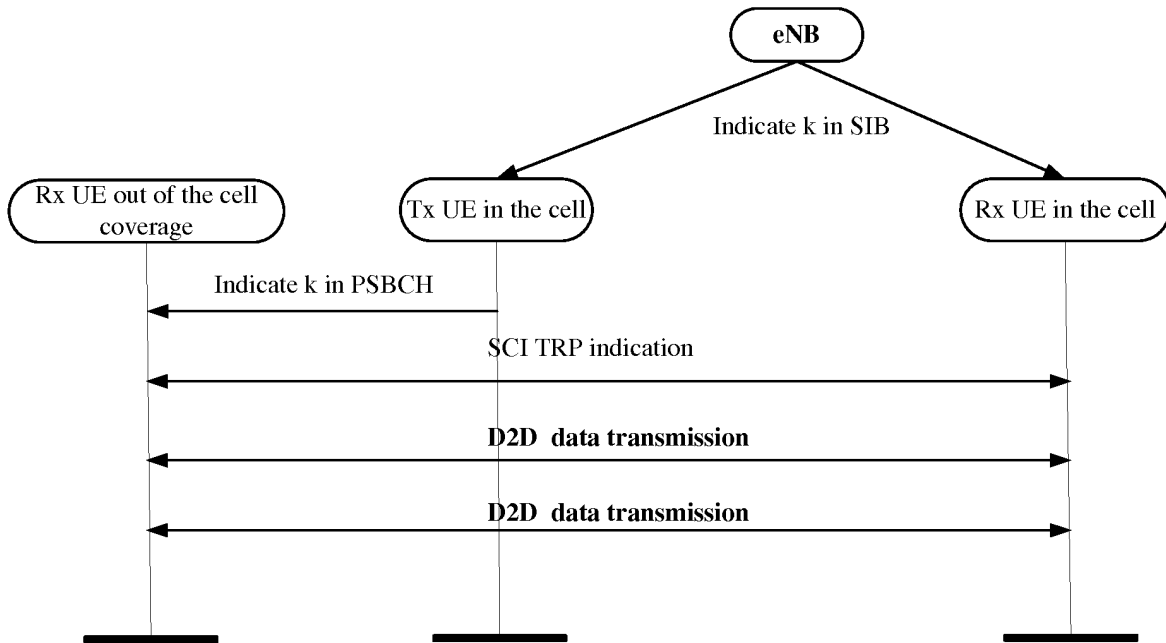 eNB
Indicate k in SIB
Rx UE out of the cell
coverage
Tx UE in the cell
Rx UE in the cell
Indicate k in PSBCH
SCI TRP indication
D2D data transmission
D2D data transmission